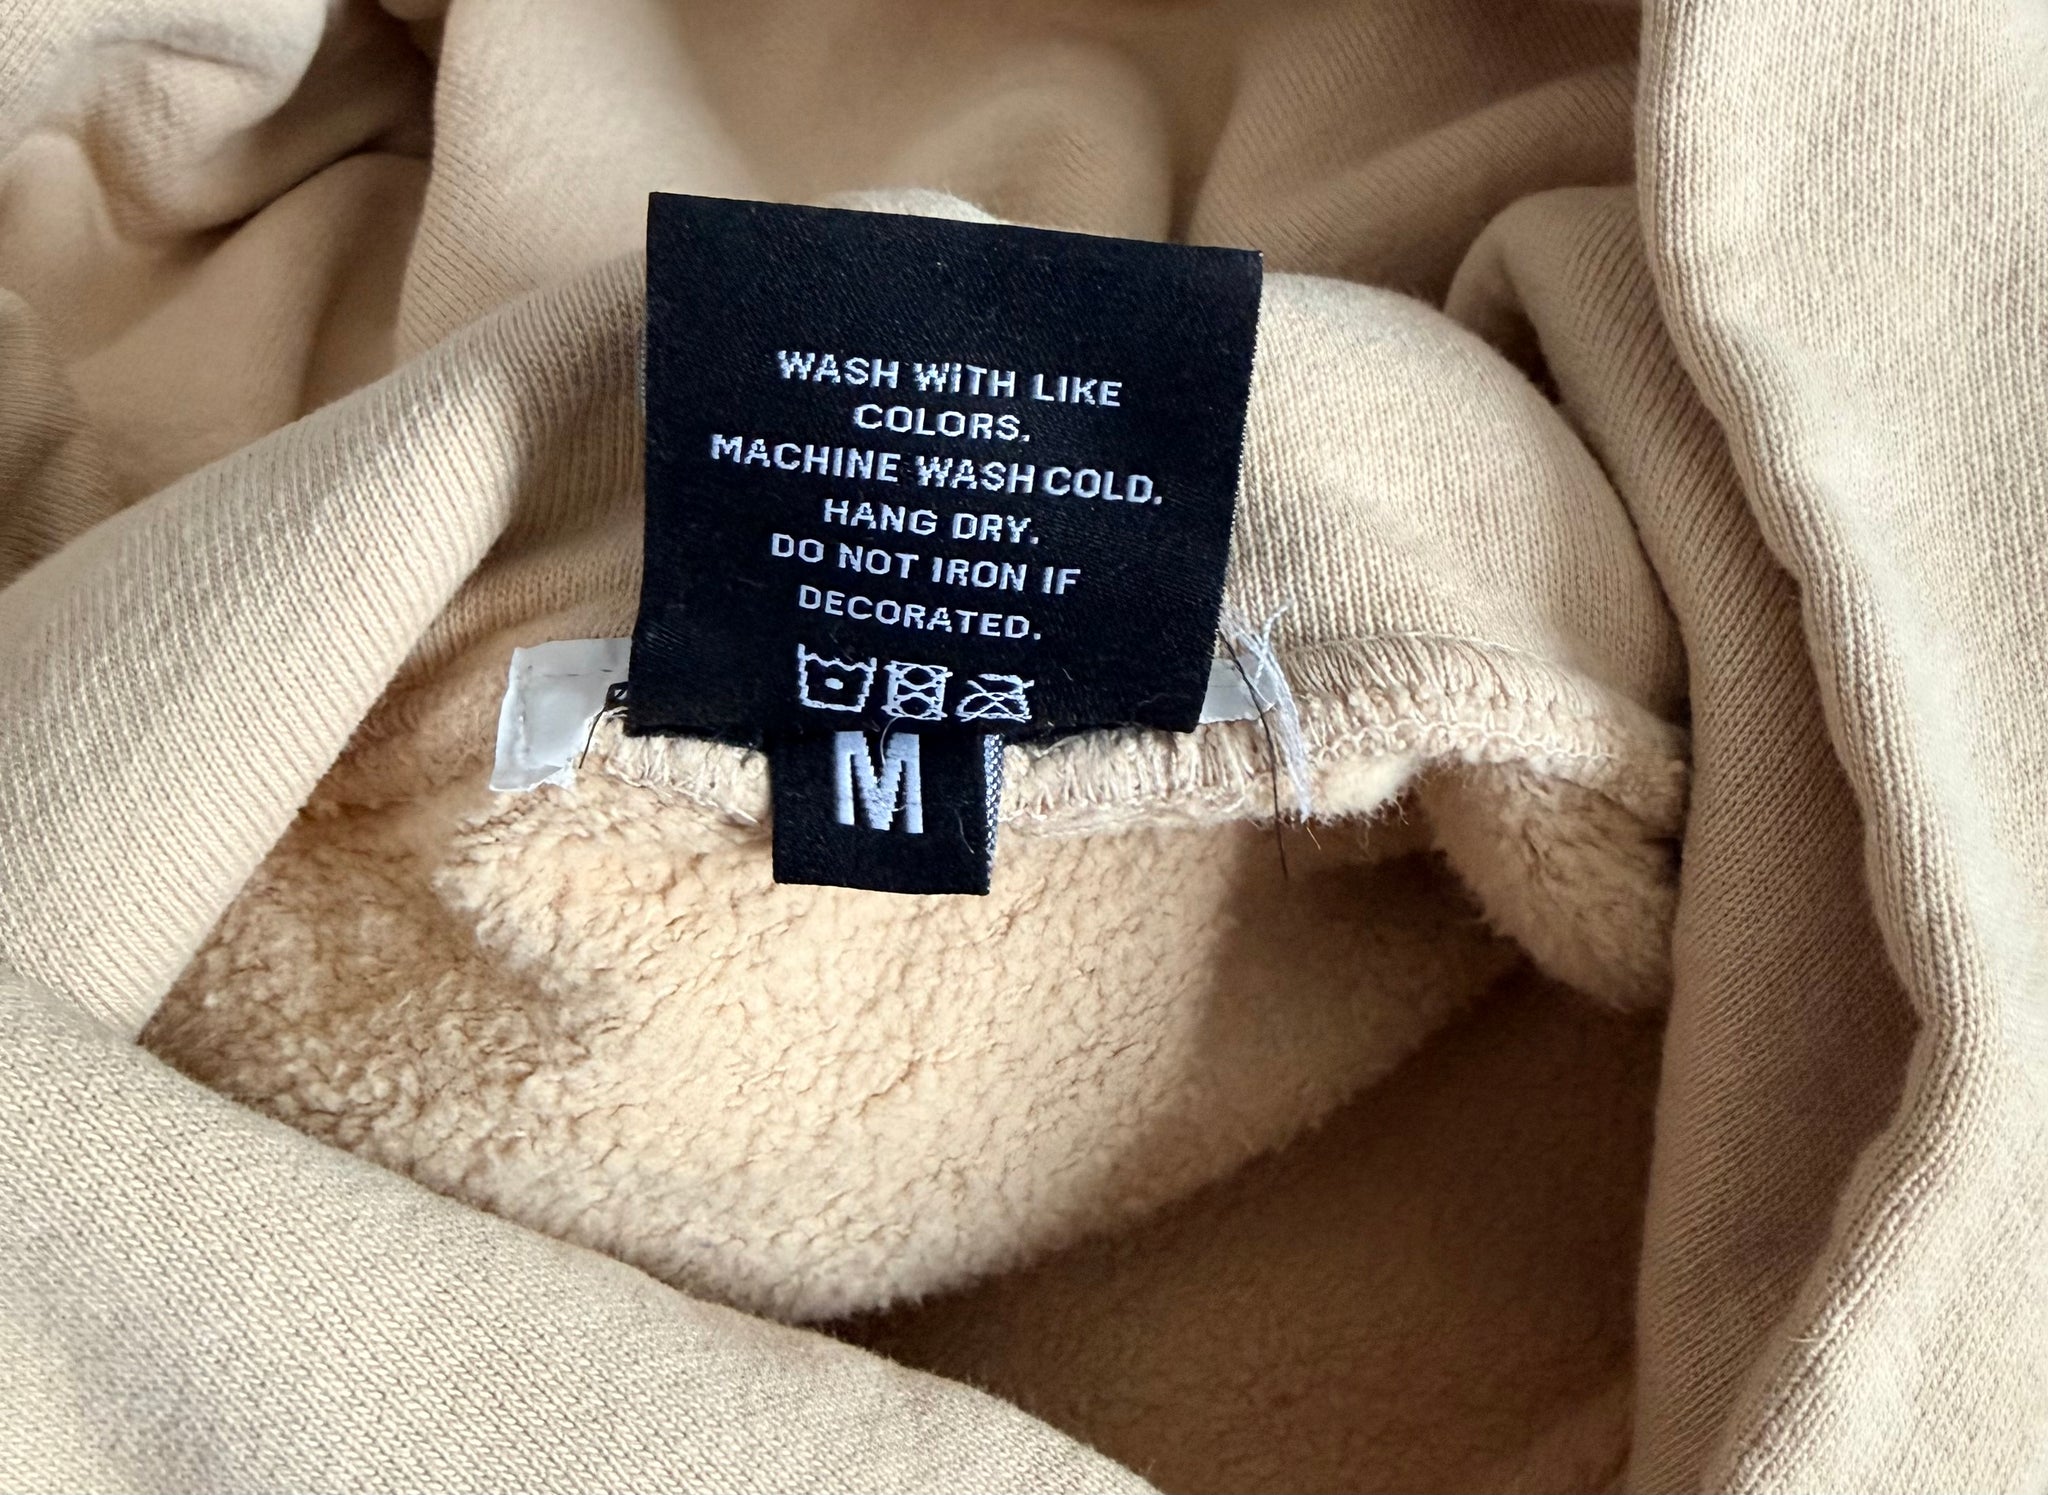 WASH WITH LIKE
COLORS.
MACHINE WASH COLD.
HANG DRY.
DO NOT IRON IF
DECORATED.
M